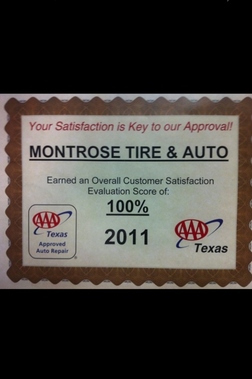 Your Satisfaction is Key to our Approval!
MONTROSE TIRE & AUTO
Earned an Overall Customer Satisfaction
Evaluation Score of:
100%
2011
AAA
Texas
Approved
Auto Repair
AAA
Texas